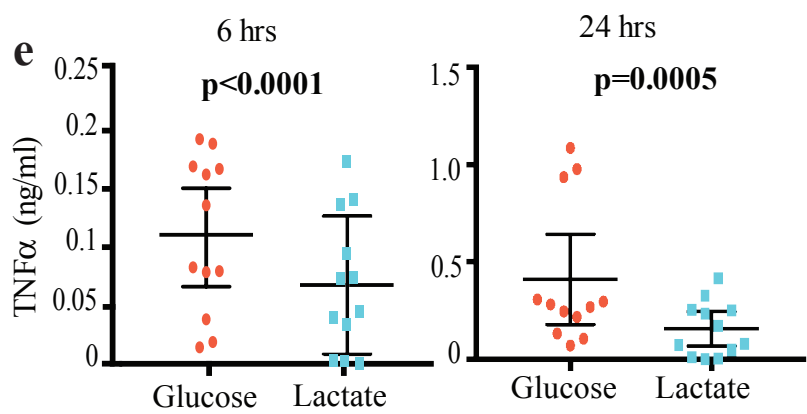 e
6 hrs
24 hrs
p<0.0001
p=0.0005
TNFα (ng/ml)
0.25
0.2
0.15
0.1
0.05
0
Glucose Lactate
1.5
1.0
0.5
0
Glucose Lactate